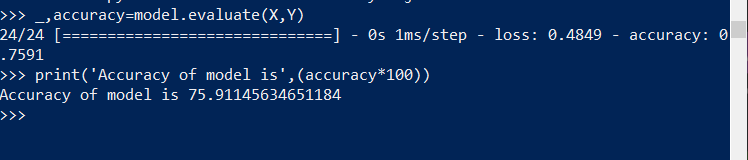 >>> _,accuracy=model.evaluate(X,Y)
24/24 [==============================] - 0s 1ms/step - loss: 0.4849 - accuracy: 0
.7591
>>> print('Accuracy of model is',(accuracy*100))
Accuracy of model is 75.91145634651184
>>>